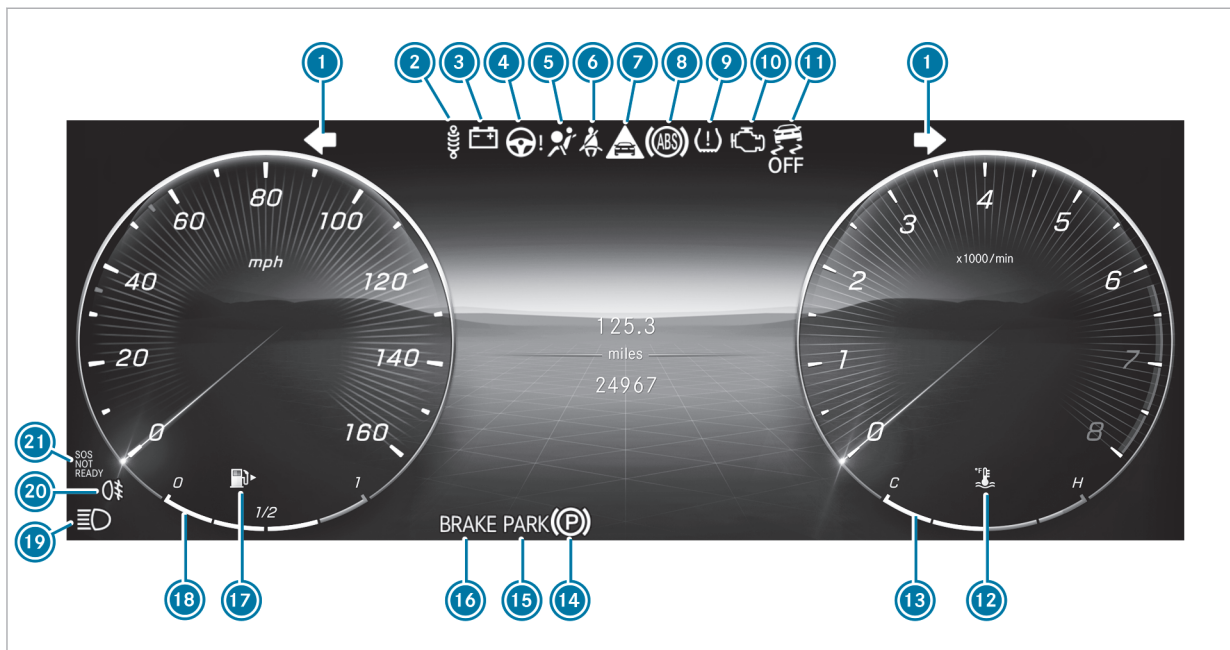 1 2 3 4 5 6 7 8 9 10 11 1
ABS !
! OFF
80 4
60 100 3 5
mph x1000/min
40 120 2 6
125.3
miles
20 140 1 7
24967
0 160 0 8
21 SOS
NOT
READY
20 0 1 C °F H
1/2
19 BRAKE PARK P
18 17 16 15 14 13 12